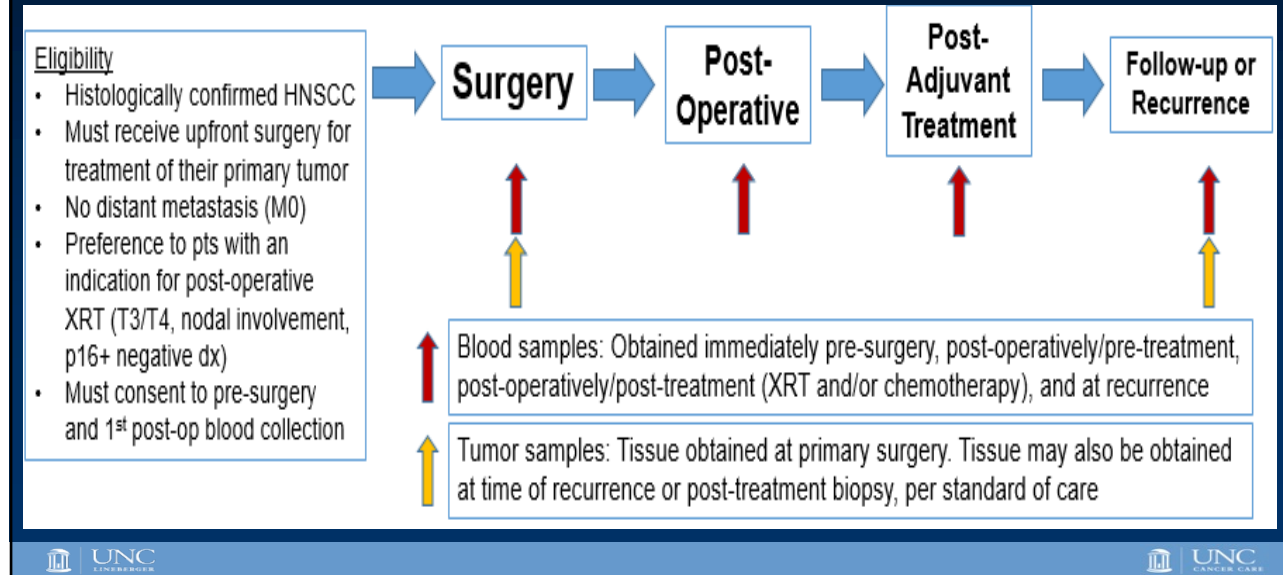 Eligibility
• Histologically confirmed HNSCC
• Must receive upfront surgery for
treatment of their primary tumor
• No distant metastasis (M0)
• Preference to pts with an
indication for post-operative
XRT (T3/T4, nodal involvement,
p16+ negative dx)
• Must consent to pre-surgery
and 1st post-op blood collection
Surgery
Post-
Operative
Post-
Adjuvant
Treatment
Follow-up or
Recurrence
Blood samples: Obtained immediately pre-surgery, post-operatively/pre-treatment,
post-operatively/post-treatment (XRT and/or chemotherapy), and at recurrence
Tumor samples: Tissue obtained at primary surgery. Tissue may also be obtained
at time of recurrence or post-treatment biopsy, per standard of care
UNC
LINEBERGER
UNC
CANCER CARE